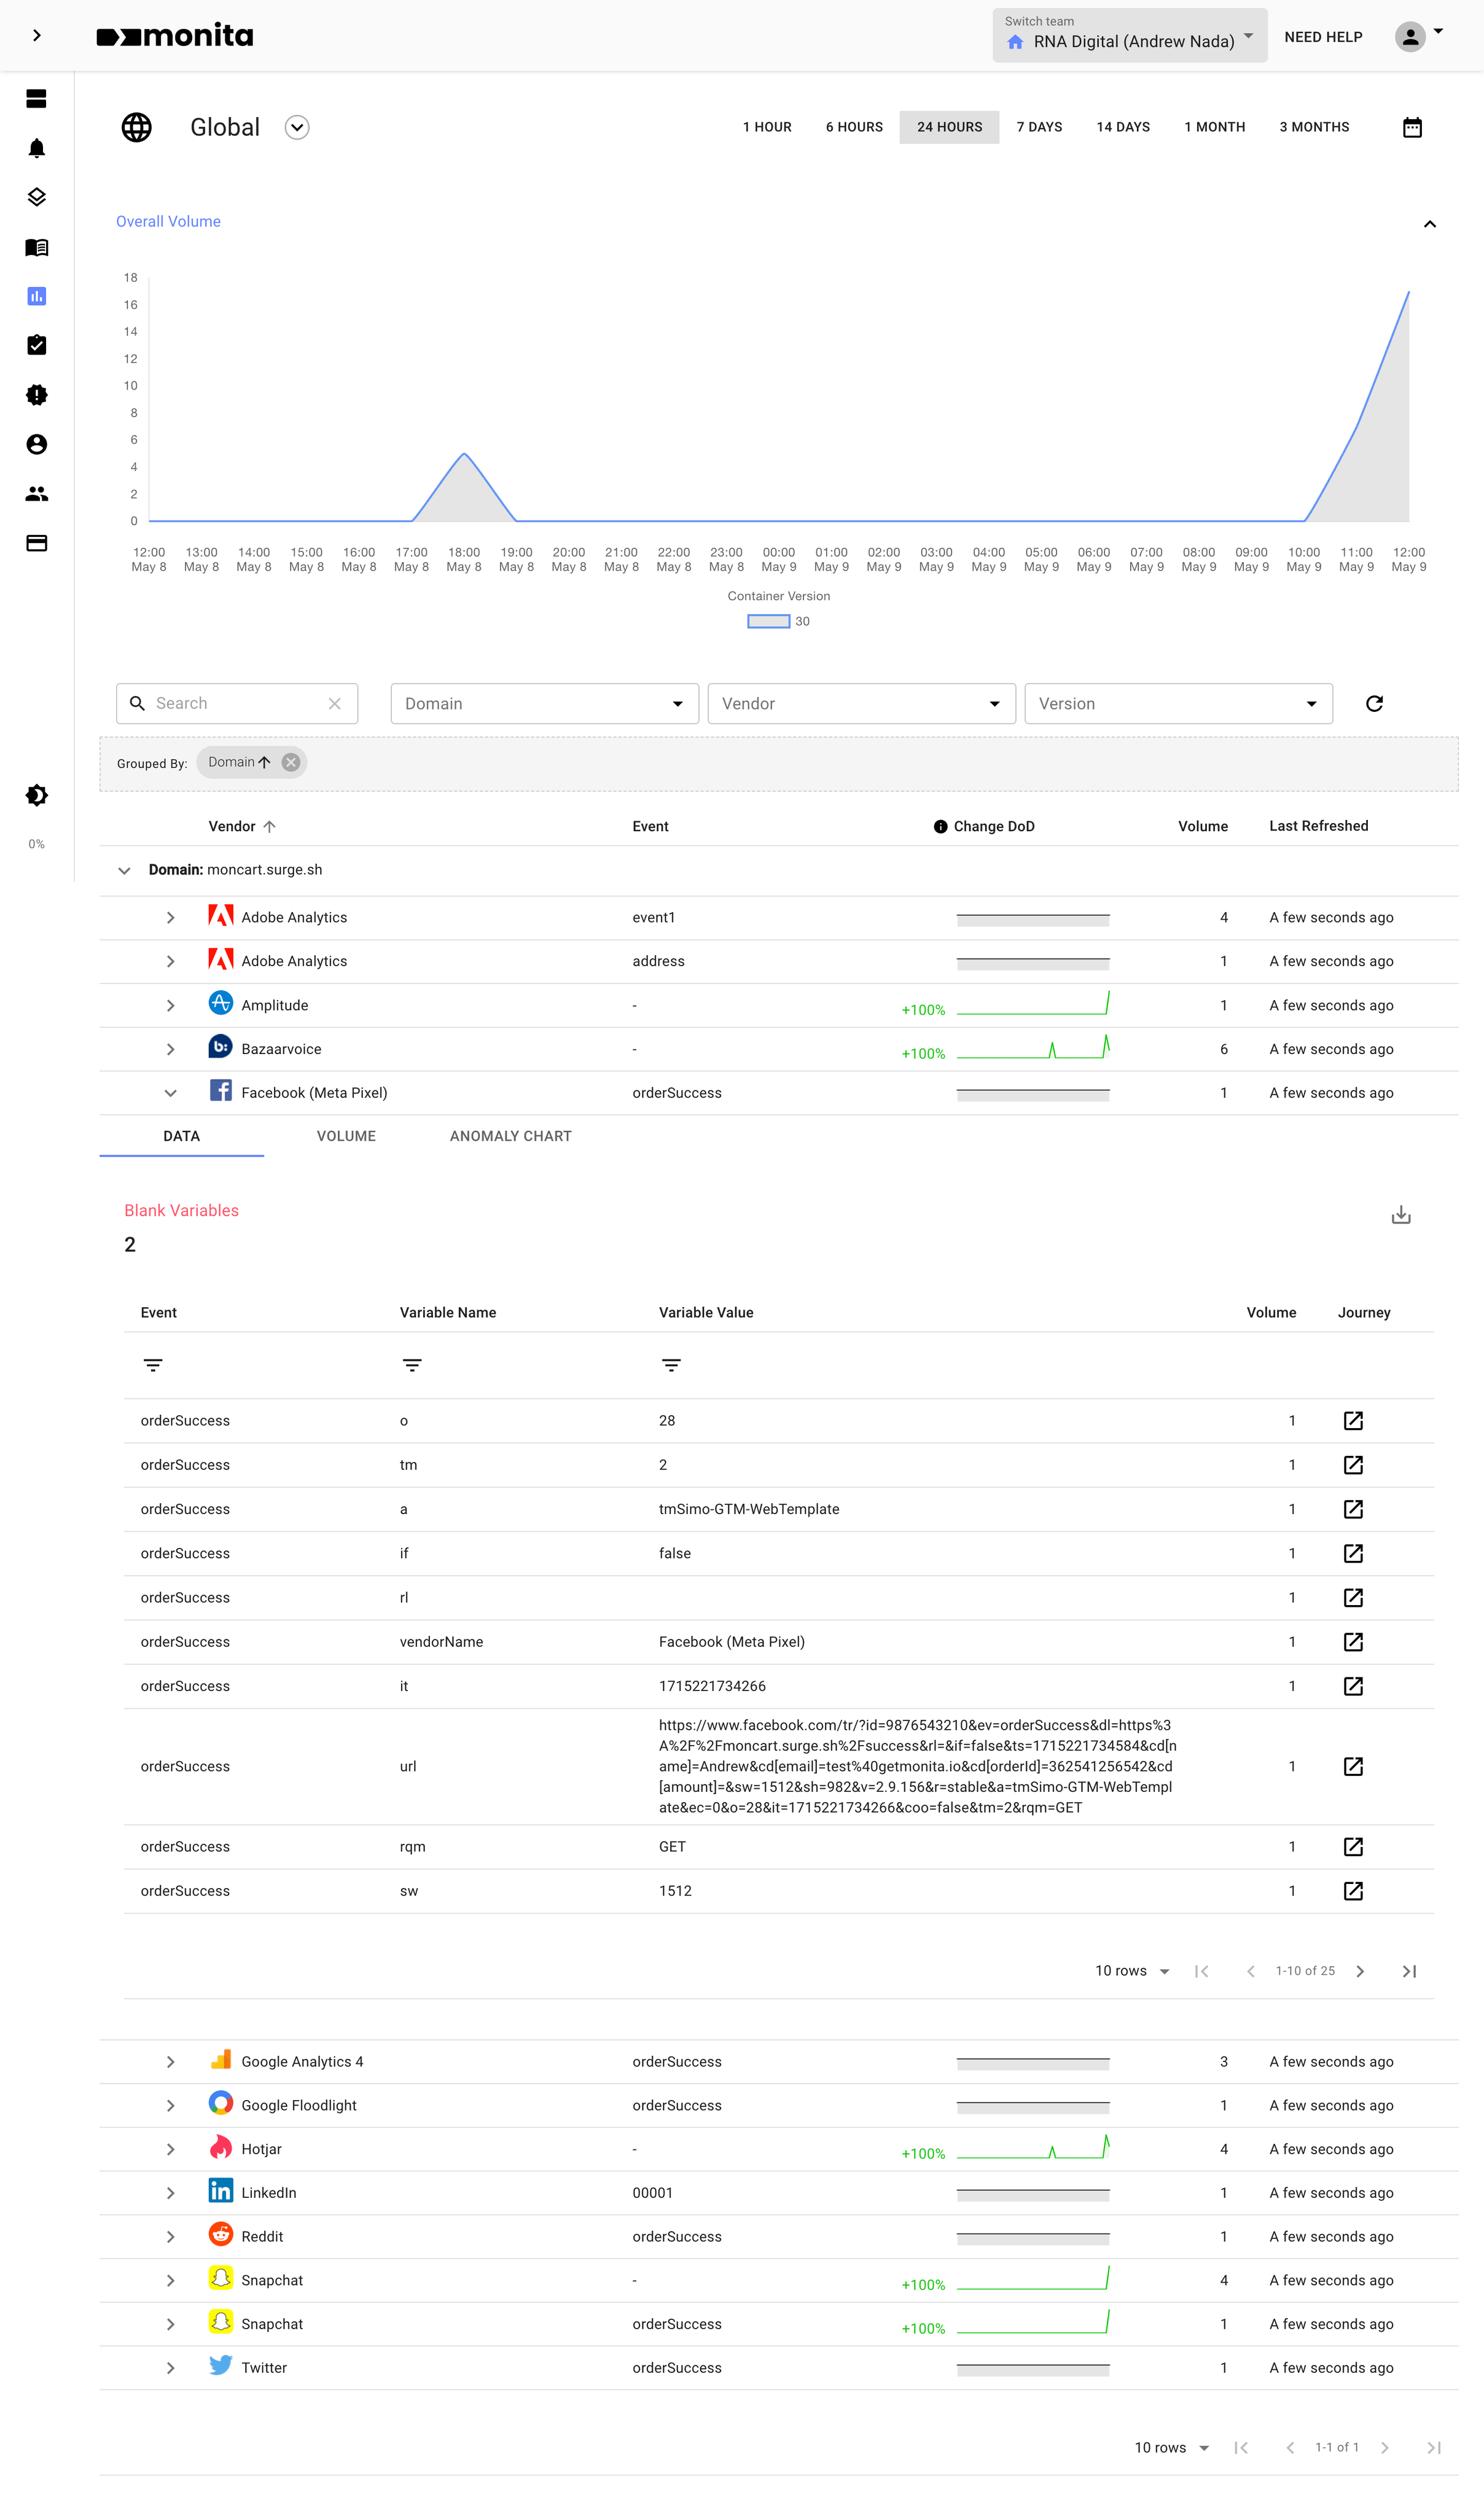 monita
Switch team
RNA Digital (Andrew Nada)
NEED HELP
Global
1 HOUR 6 HOURS 24 HOURS 7 DAYS 14 DAYS 1 MONTH 3 MONTHS
Overall Volume
18
16
14
12
10
8
6
4
2
0
12:00 13:00 14:00 15:00 16:00 17:00 18:00 19:00 20:00 21:00 22:00 23:00 00:00 01:00 02:00 03:00 04:00 05:00 06:00 07:00 08:00 09:00 10:00 11:00 12:00
May 8 May 8 May 8 May 8 May 8 May 8 May 8 May 8 May 8 May 8 May 8 May 8 May 9 May 9 May 9 May 9 May 9 May 9 May 9 May 9 May 9 May 9 May 9 May 9 May 9
Container Version
30
Search Domain Vendor Version
Grouped By: Domain
0%
Vendor Event Change DoD Volume Last Refreshed
Domain: moncart.surge.sh
Adobe Analytics event1 4 A few seconds ago
Adobe Analytics address 1 A few seconds ago
Amplitude - +100% 1 A few seconds ago
b: Bazaarvoice - +100% 6 A few seconds ago
Facebook (Meta Pixel) orderSuccess 1 A few seconds ago
DATA VOLUME ANOMALY CHART
Blank Variables
2
Event Variable Name Variable Value Volume Journey
orderSuccess o 28 1
orderSuccess tm 2 1
orderSuccess a tmSimo-GTM-WebTemplate 1
orderSuccess if false 1
orderSuccess rl 1
orderSuccess vendorName Facebook (Meta Pixel) 1
orderSuccess it 1715221734266 1
orderSuccess url https://www.facebook.com/tr/?id=9876543210&ev=orderSuccess&dl=https%3
A%2F%2Fmoncart.surge.sh%2Fsuccess&rl=&if=false&ts=1715221734584&cd[n
ame]=Andrew&cd[email]=test%40getmonita.io&cd[orderId]=362541256542&cd
[amount]=&sw=1512&sh=982&v=2.9.156&r=stable&a=tmSimo-GTM-WebTempl
ate&ec=0&o=28&it=1715221734266&coo=false&tm=2&rqm=GET 1
orderSuccess rqm GET 1
orderSuccess sw 1512 1
10 rows 1-10 of 25
Google Analytics 4 orderSuccess 3 A few seconds ago
Google Floodlight orderSuccess 1 A few seconds ago
Hotjar - +100% 4 A few seconds ago
in LinkedIn 00001 1 A few seconds ago
Reddit orderSuccess 1 A few seconds ago
Snapchat - +100% 4 A few seconds ago
Snapchat orderSuccess +100% 1 A few seconds ago
Twitter orderSuccess 1 A few seconds ago
10 rows 1-1 of 1